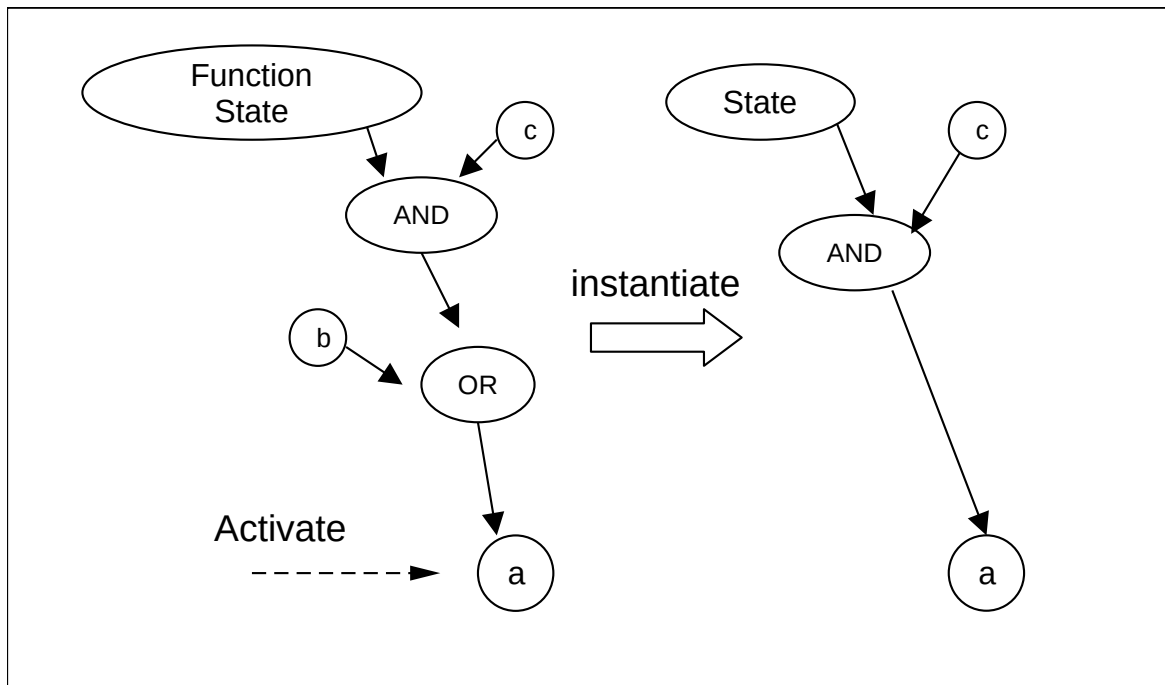 Function
State
c
AND
b
OR
Activate
a
instantiate
State
c
AND
a